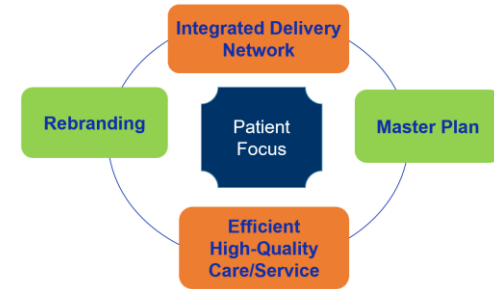 Integrated Delivery
Network
Rebranding
Patient
Focus
Master Plan
Efficient
High-Quality
Care/Service